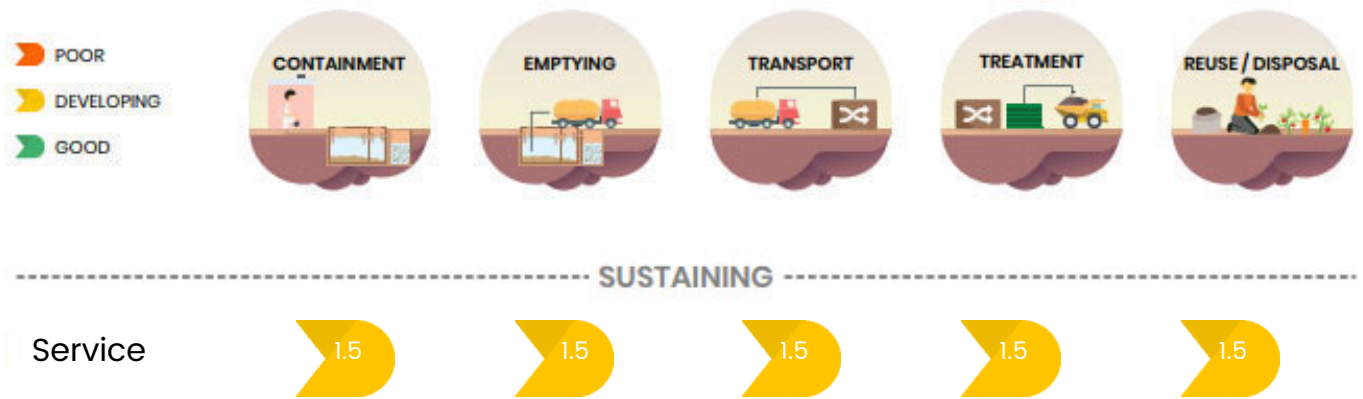 POOR
DEVELOPING
GOOD
CONTAINMENT
EMPTYING
TRANSPORT
TREATMENT
REUSE / DISPOSAL
SUSTAINING
Service
1.5
1.5
1.5
1.5
1.5